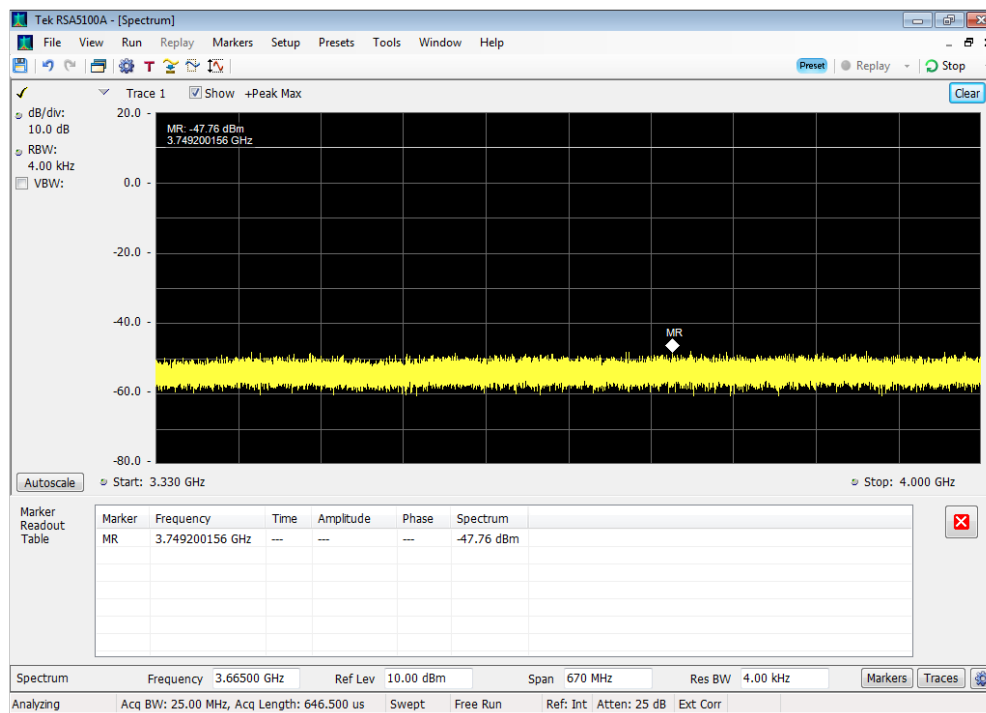 Tek RSA5100A - [Spectrum]
File View Run Replay Markers Setup Presets Tools Window Help
T Preset Replay Stop
Trace 1 Show +Peak Max Clear
dB/div:
10.0 dB
RBW:
4.00 kHz
VBW:
20.0
MR: -47.76 dBm
3.749200156 GHz
0.0
-20.0
-40.0
MR
-60.0
-80.0
Autoscale Start: 3.330 GHz Stop: 4.000 GHz
Marker
Readout
Table
Marker Frequency Time Amplitude Phase Spectrum
MR 3.749200156 GHz --- --- --- -47.76 dBm
Spectrum Frequency 3.66500 GHz Ref Lev 10.00 dBm Span 670 MHz Res BW 4.00 kHz Markers Traces
Analyzing Acq BW: 25.00 MHz, Acq Length: 646.500 us Swept Free Run Ref: Int Atten: 25 dB Ext Corr